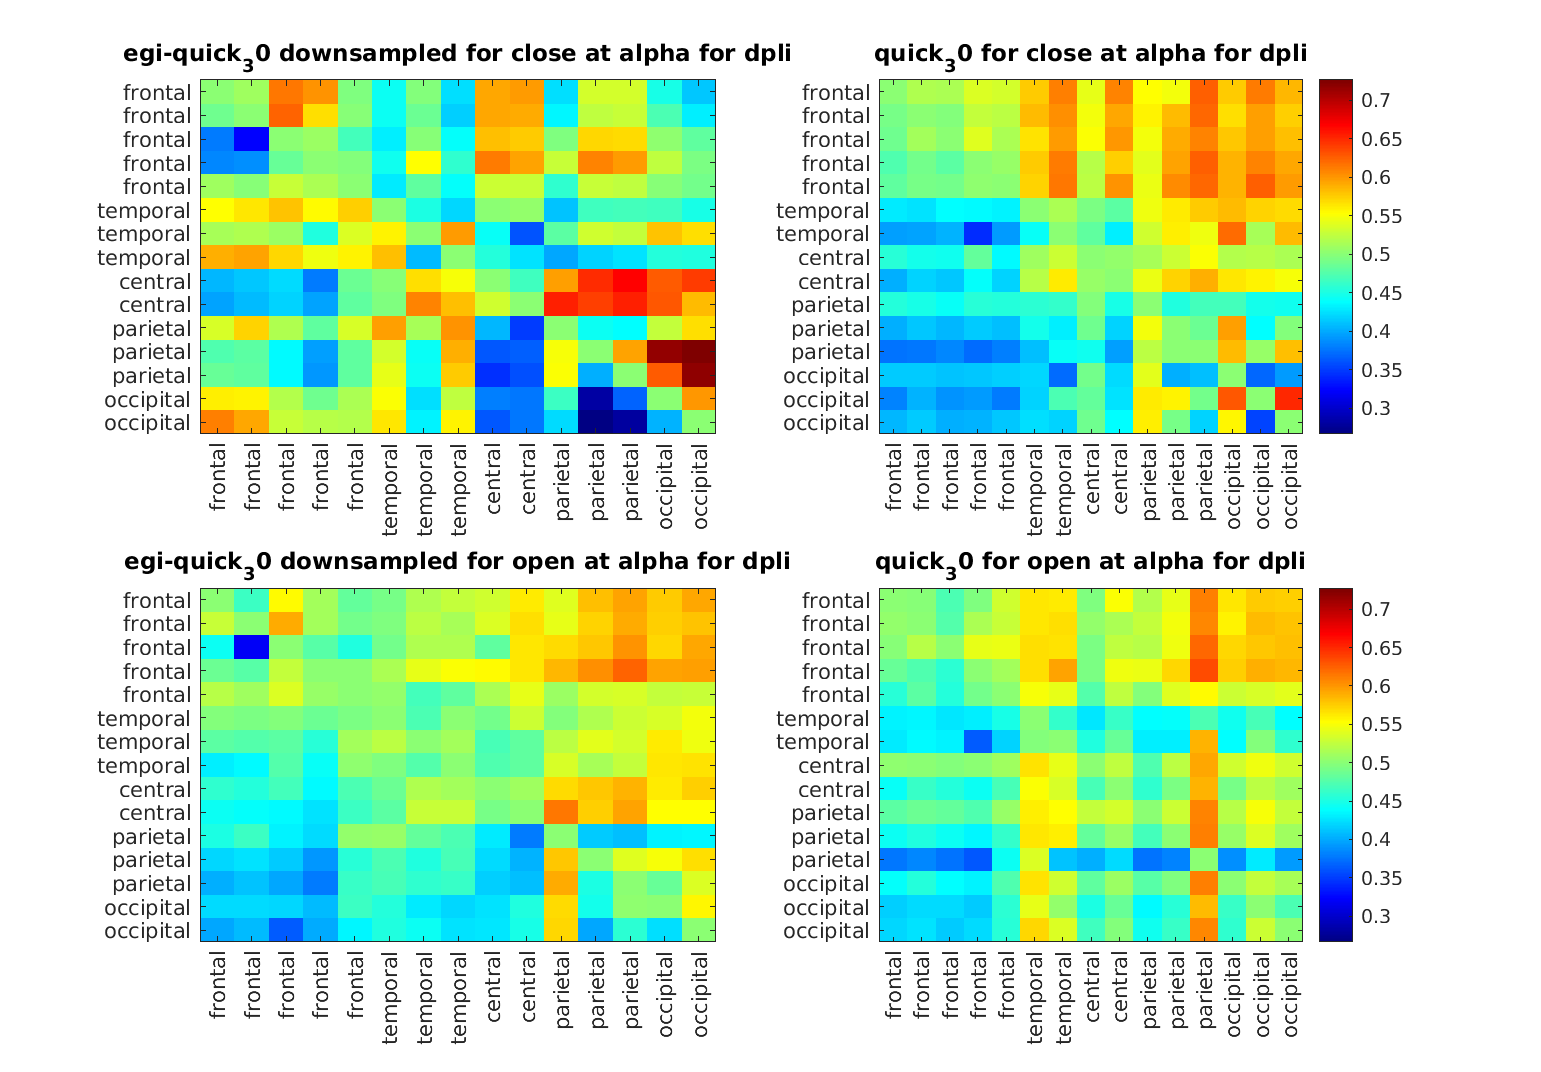 egi-quick30 downsampled for close at alpha for dpli
frontal
frontal
frontal
frontal
frontal
temporal
temporal
temporal
central
central
parietal
parietal
parietal
occipital
occipital
frontal
frontal
frontal
frontal
frontal
temporal
temporal
temporal
central
central
parietal
parietal
parietal
occipital
occipital
quick30 for close at alpha for dpli
frontal
frontal
frontal
frontal
frontal
temporal
temporal
central
central
parietal
parietal
parietal
occipital
occipital
occipital
frontal
frontal
frontal
frontal
frontal
temporal
temporal
central
central
parietal
parietal
parietal
occipital
occipital
occipital
0.7
0.65
0.6
0.55
0.5
0.45
0.4
0.35
0.3
egi-quick30 downsampled for open at alpha for dpli
frontal
frontal
frontal
frontal
frontal
temporal
temporal
temporal
central
central
parietal
parietal
parietal
occipital
occipital
frontal
frontal
frontal
frontal
frontal
temporal
temporal
temporal
central
central
parietal
parietal
parietal
occipital
occipital
quick30 for open at alpha for dpli
frontal
frontal
frontal
frontal
frontal
temporal
temporal
central
central
parietal
parietal
parietal
occipital
occipital
occipital
frontal
frontal
frontal
frontal
frontal
temporal
temporal
central
central
parietal
parietal
parietal
occipital
occipital
occipital
0.7
0.65
0.6
0.55
0.5
0.45
0.4
0.35
0.3